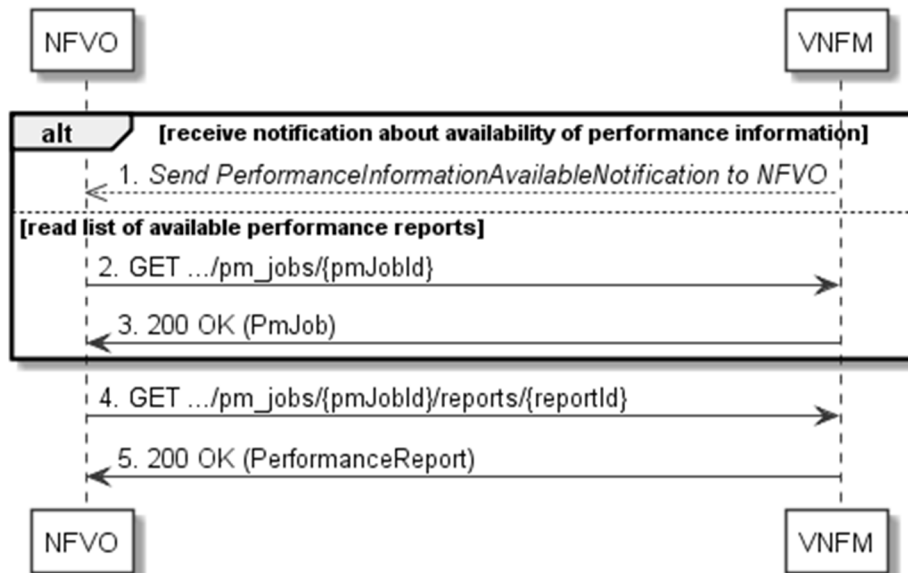 NFVO VNFM
alt [receive notification about availability of performance information]
1. Send PerformanceInformationAvailableNotification to NFVO
[read list of available performance reports]
2. GET .../pm_jobs/{pmJobId}
3. 200 OK (PmJob)
4. GET .../pm_jobs/{pmJobId}/reports/{reportId}
5. 200 OK (PerformanceReport)
NFVO VNFM